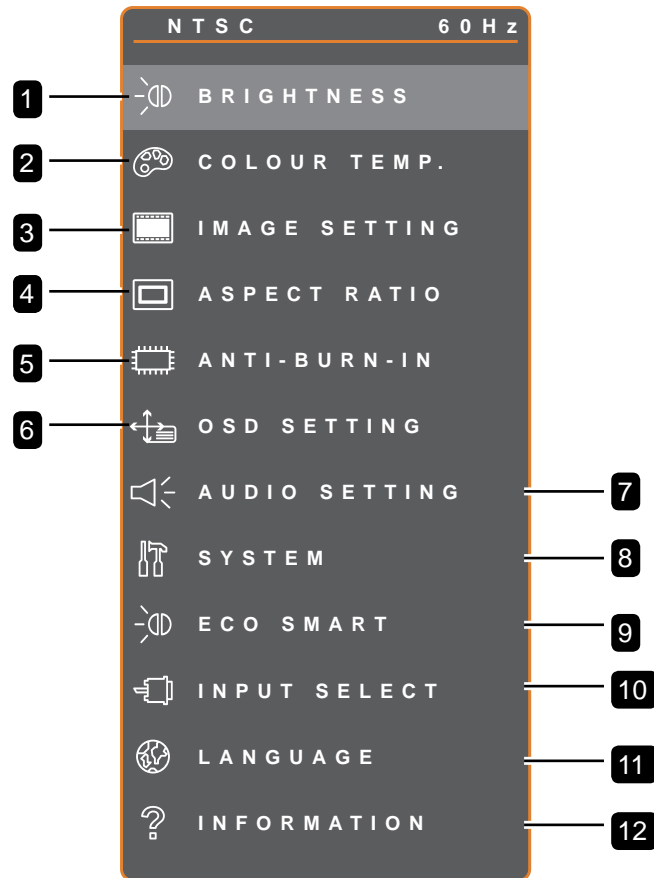 NTSC 60Hz
1 BRIGHTNESS
2 COLOUR TEMP.
3 IMAGE SETTING
4 ASPECT RATIO
5 ANTI-BURN-IN
6 OSD SETTING
AUDIO SETTING 7
SYSTEM 8
ECO SMART 9
INPUT SELECT 10
LANGUAGE 11
INFORMATION 12